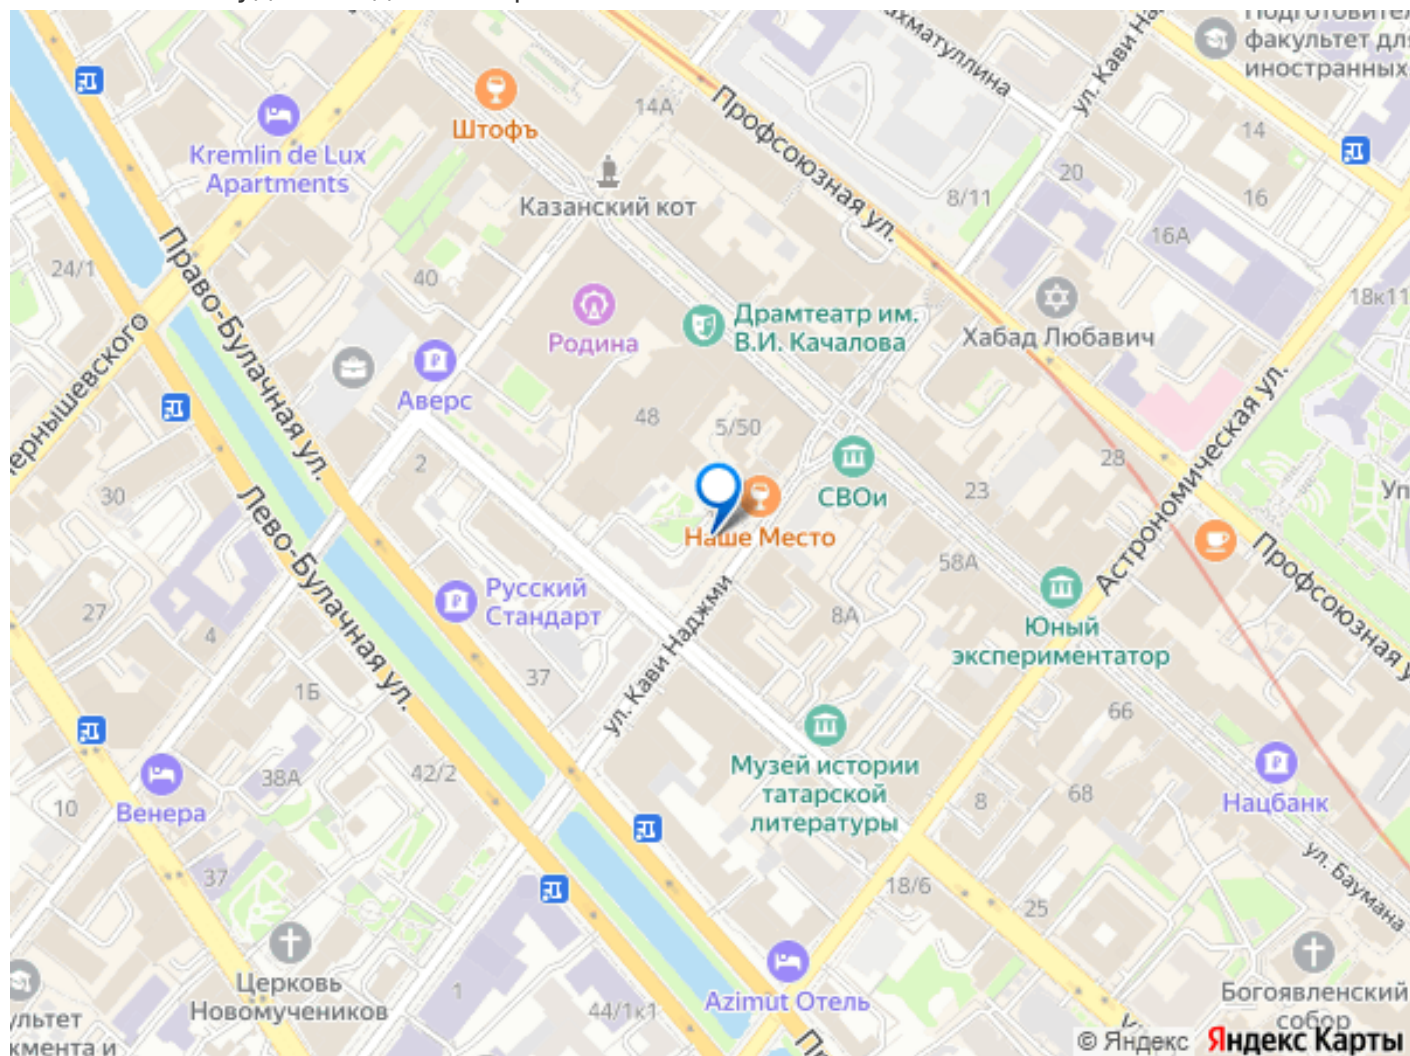 Штофъ
14А
Профсоюзная ул.
ул. Кави На
факультет для
иностранных
14
20
16
8/11
16А
Kremlin de Lux
Apartments
Казанский кот
24/1
Право-Булачная ул.
40
18к11
Драмтеатр им.
В.И. Качалова
Хабад Любавич
Родина
Аверс
48
5/50
28
2
30
СВОи
23
Наше Место
58А
Астрономическая ул.
Профсоюзная у
Лево-Булачная ул.
Русский
Стандарт
27
4
8А
Юный
экспериментатор
ул. Кави Наджми
37
1Б
66
Музей истории
татарской
литературы
38А
42/2
10
Венера
8
68
Нацбанк
ул. Баумана
37
18/6
25
Церковь
Новомучеников
1
44/1к1
Azimut Отель
Богоявленский
собор
© Яндекс Яндекс Карты